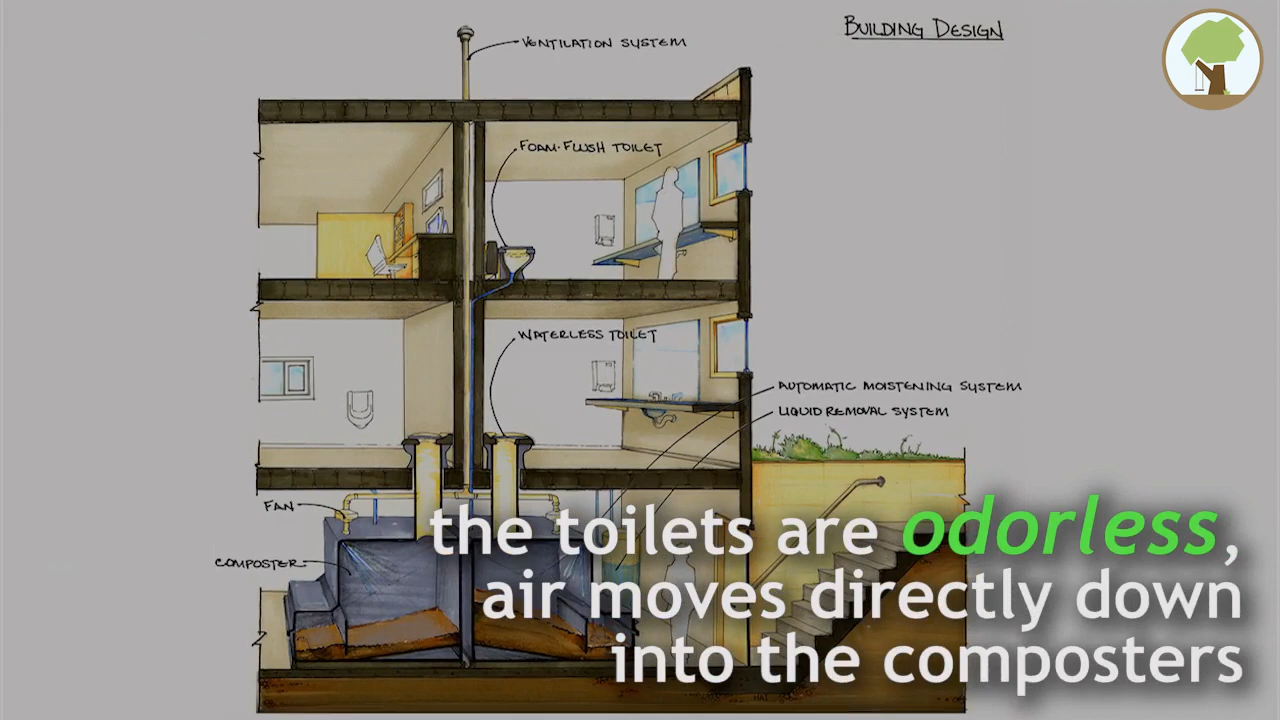 BUILDING DESIGN
VENTILATION SYSTEM
FOAM-FLUSH TOILET
WATERLESS TOILET
AUTOMATIC MOISTENING SYSTEM
LIQUID REMOVAL SYSTEM
FAN
COMPOSTER
the toilets are odorless,
air moves directly down
into the composters